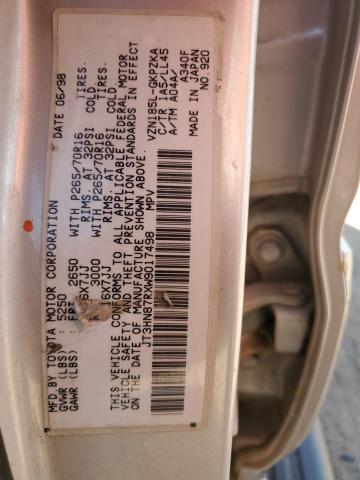 MFD BY TOYOTA MOTOR CORPORATION DATE 06/98
GVWR (LBS) : 5250
GAWR (LBS) : FRT 2650 WITH P265/70R16 TIRES.
16X7JJ RIMS. AT 32PSI COLD.
3000 WITH P265/70R16 TIRES.
16X7JJ RIMS. AT 32PSI COLD.
THIS VEHICLE CONFORMS TO ALL APPLICABLE FEDERAL MOTOR
VEHICLE SAFETY AND THEFT PREVENTION STANDARDS IN EFFECT
ON THE DATE OF MANUFACTURE SHOWN ABOVE.
JT3HN87RXW9017498 MPV
VZN185L-GKPZKA
C/TR 1A5/LL45
A/TM A04A/ A340F
MADE IN JAPAN
NO.920